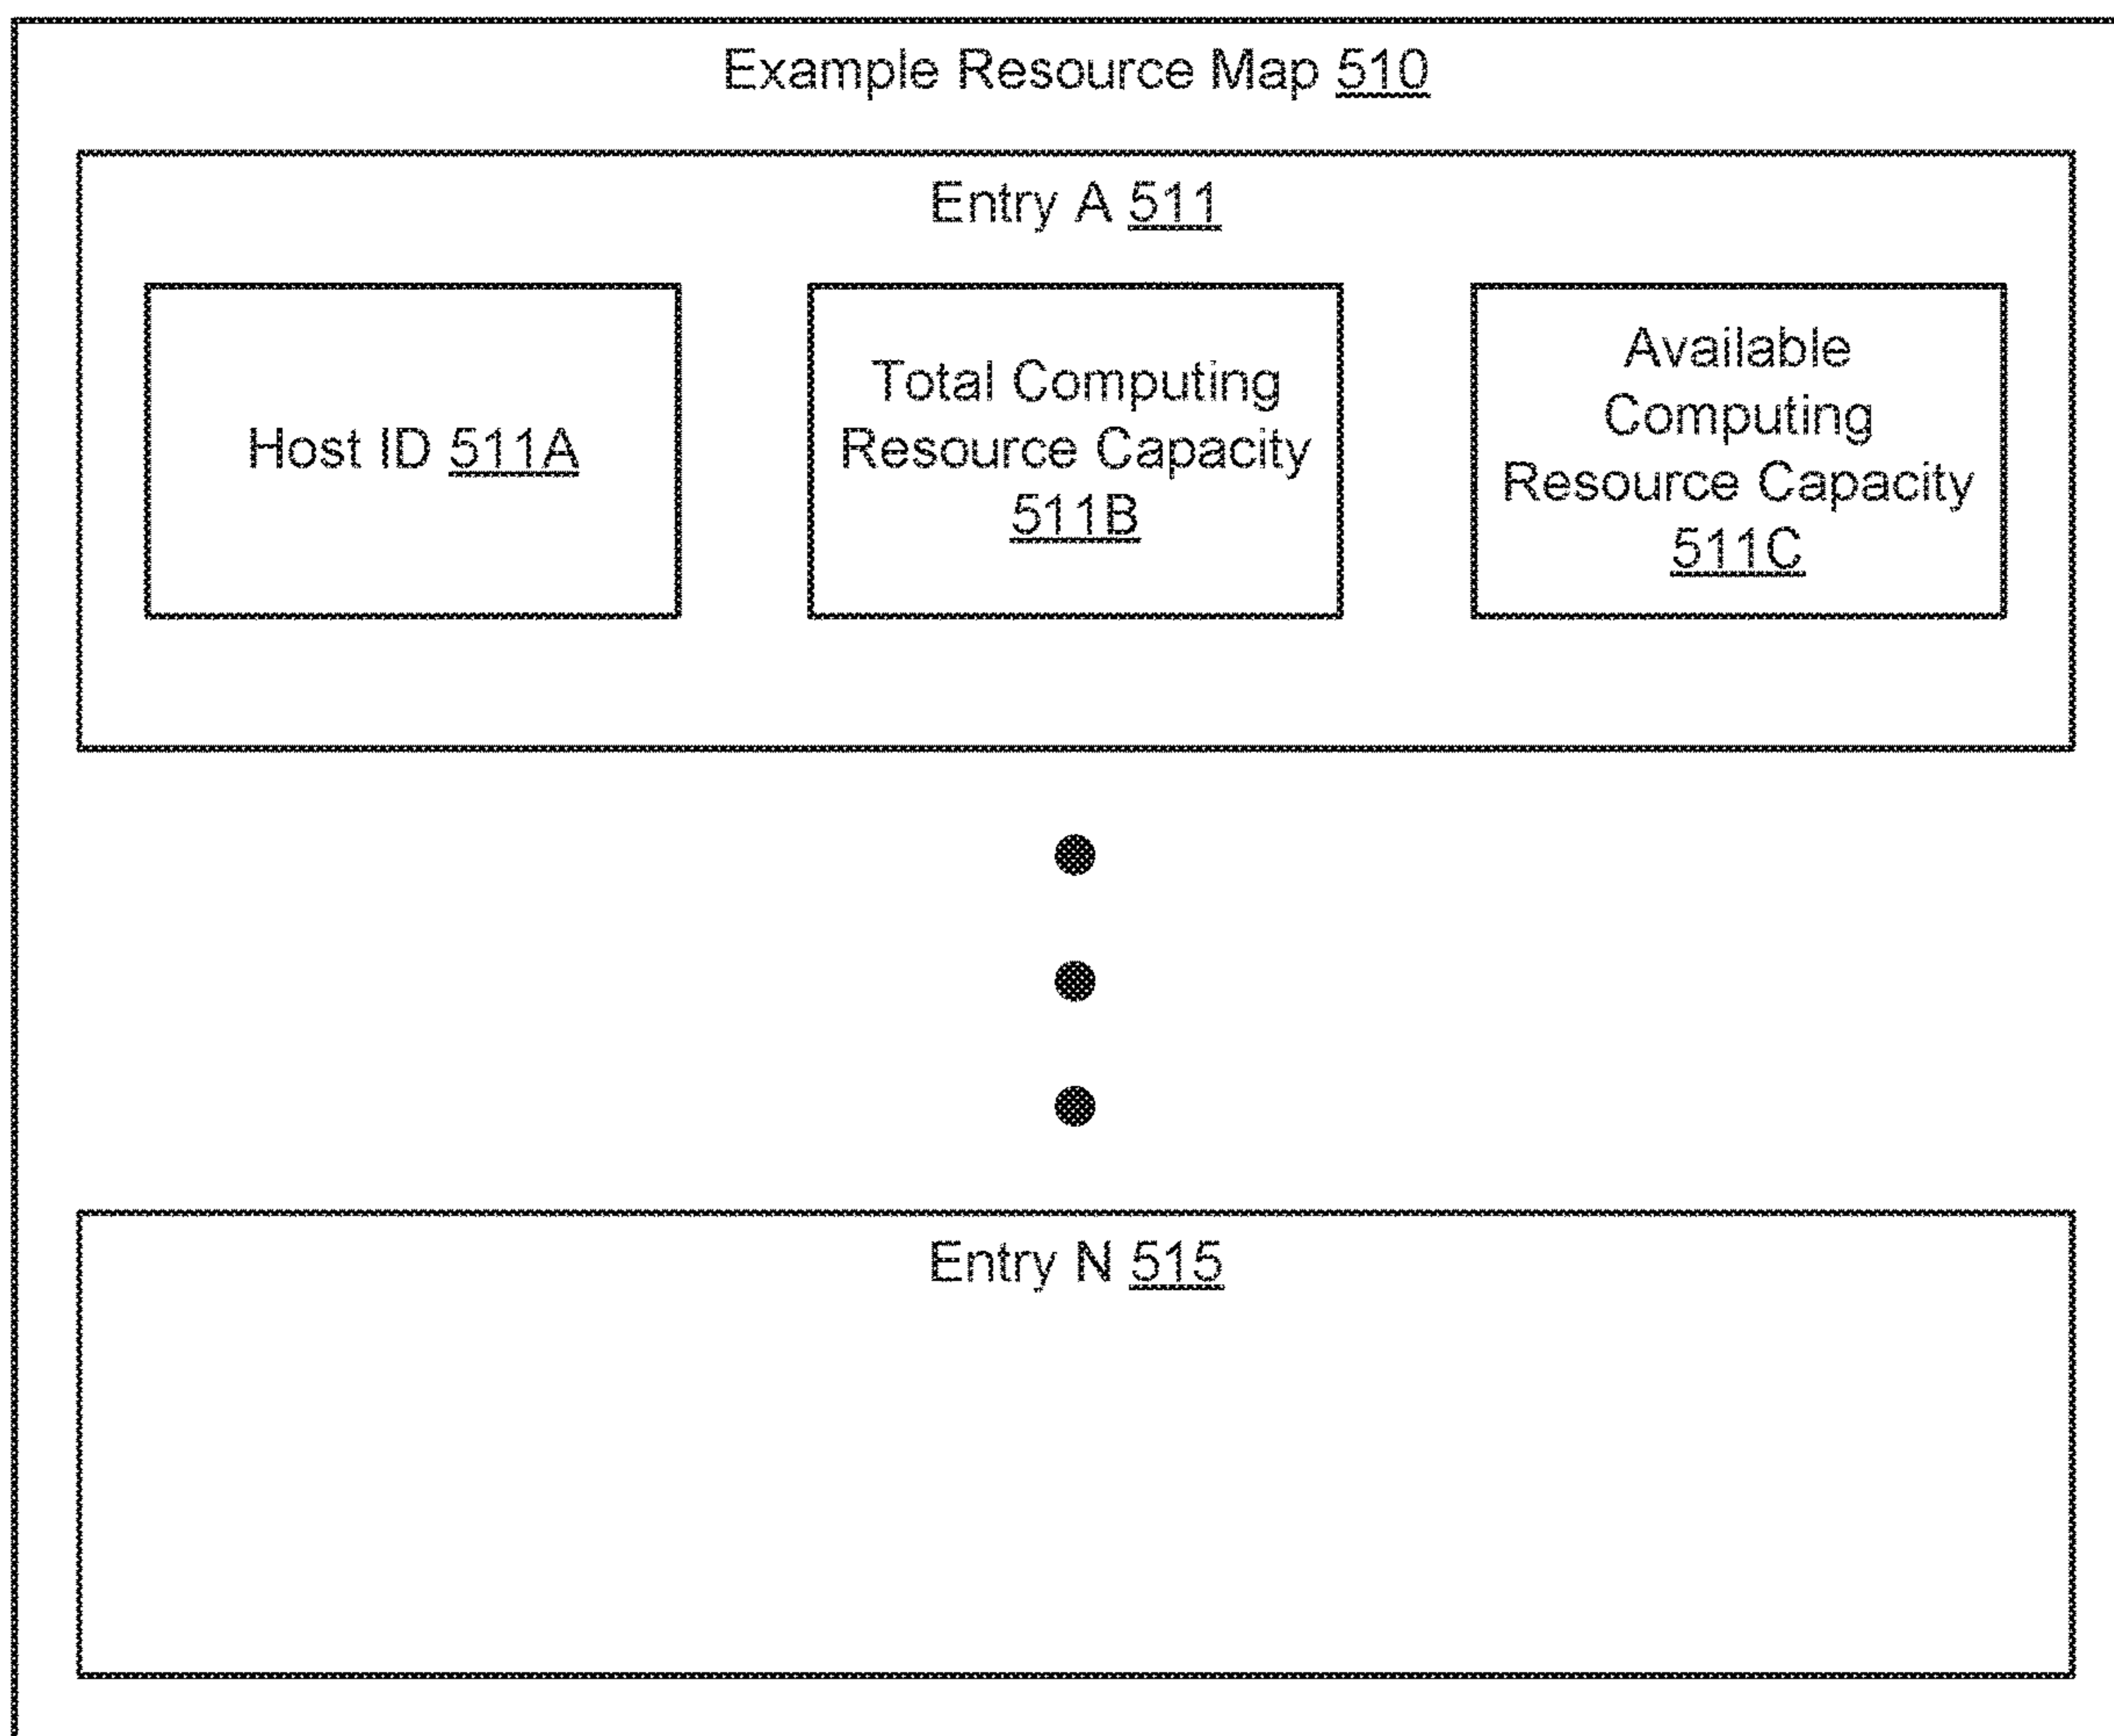 Example Resource Map 510
Entry A 511
Host ID 511A
Total Computing
Resource Capacity
511B
Available
Computing
Resource Capacity
511C
Entry N 515